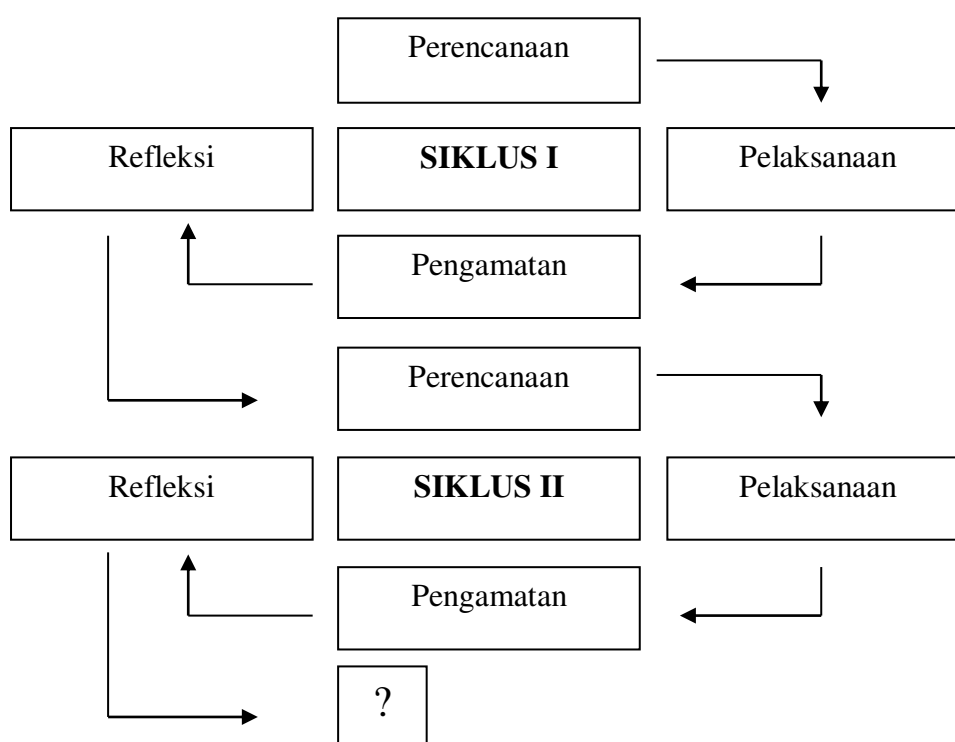 Perencanaan
Refleksi
SIKLUS I
Pelaksanaan
Pengamatan
Perencanaan
Refleksi
SIKLUS II
Pelaksanaan
Pengamatan
?